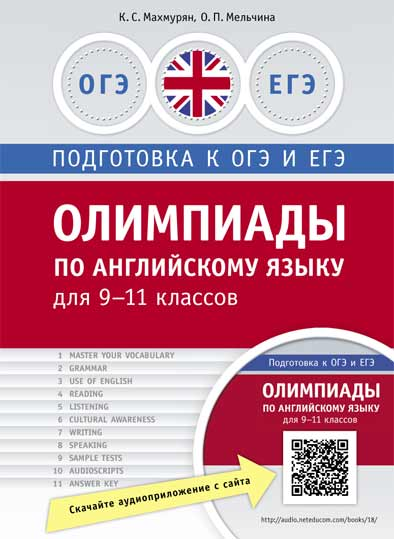 К. С. Махмурян, О. П. Мельчина
ОГЭ
ЕГЭ
ПОДГОТОВКА К ОГЭ И ЕГЭ
ОЛИМПИАДЫ
ПО АНГЛИЙСКОМУ ЯЗЫКУ
для 9–11 классов
1 MASTER YOUR VOCABULARY
2 GRAMMAR
3 USE OF ENGLISH
4 READING
5 LISTENING
6 CULTURAL AWARENESS
7 WRITING
8 SPEAKING
9 SAMPLE TESTS
10 AUDIOSCRIPTS
11 ANSWER KEY
Подготовка к ОГЭ и ЕГЭ
ОЛИМПИАДЫ
ПО АНГЛИЙСКОМУ ЯЗЫКУ
для 9–11 классов
Скачайте аудиоприложение с сайта
http://audio.neteducom.com/books/18/